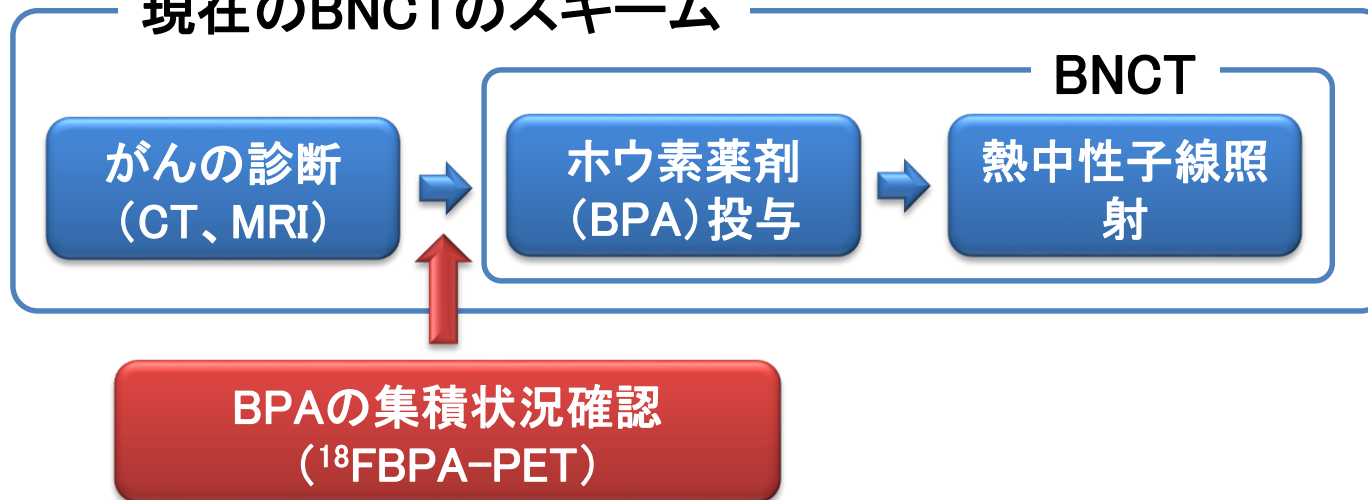 現在のBNCTのスキーム
BNCT
がんの診断
(CT、MRI)
ホウ素薬剤
(BPA)投与
熱中性子線照
射
BPAの集積状況確認
(¹⁸FBPA-PET)